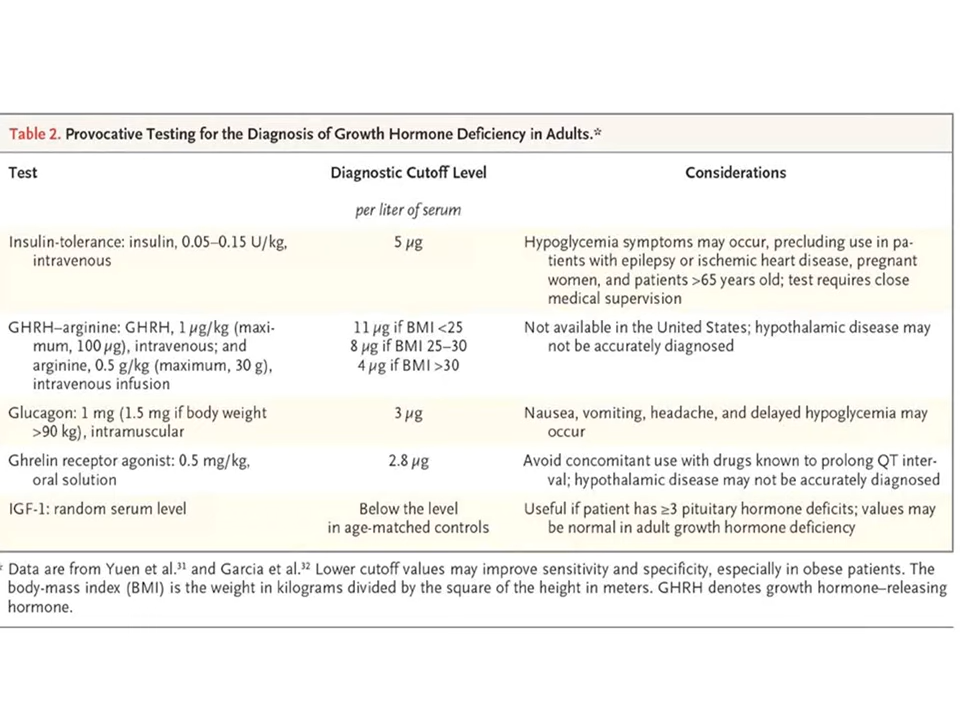 Table 2. Provocative Testing for the Diagnosis of Growth Hormone Deficiency in Adults.*
Test
Diagnostic Cutoff Level
Considerations
per liter of serum
Insulin-tolerance: insulin, 0.05–0.15 U/kg,
intravenous
5 µg
Hypoglycemia symptoms may occur, precluding use in pa-
tients with epilepsy or ischemic heart disease, pregnant
women, and patients >65 years old; test requires close
medical supervision
GHRH–arginine: GHRH, 1 µg/kg (maxi-
mum, 100 µg), intravenous; and
arginine, 0.5 g/kg (maximum, 30 g),
intravenous infusion
11 µg if BMI <25
8 µg if BMI 25–30
4 µg if BMI >30
Not available in the United States; hypothalamic disease may
not be accurately diagnosed
Glucagon: 1 mg (1.5 mg if body weight
>90 kg), intramuscular
3 µg
Nausea, vomiting, headache, and delayed hypoglycemia may
occur
Ghrelin receptor agonist: 0.5 mg/kg,
oral solution
2.8 µg
Avoid concomitant use with drugs known to prolong QT inter-
val; hypothalamic disease may not be accurately diagnosed
IGF-1: random serum level
Below the level
in age-matched controls
Useful if patient has ≥3 pituitary hormone deficits; values may
be normal in adult growth hormone deficiency
* Data are from Yuen et al.³¹ and Garcia et al.³² Lower cutoff values may improve sensitivity and specificity, especially in obese patients. The
body-mass index (BMI) is the weight in kilograms divided by the square of the height in meters. GHRH denotes growth hormone–releasing
hormone.